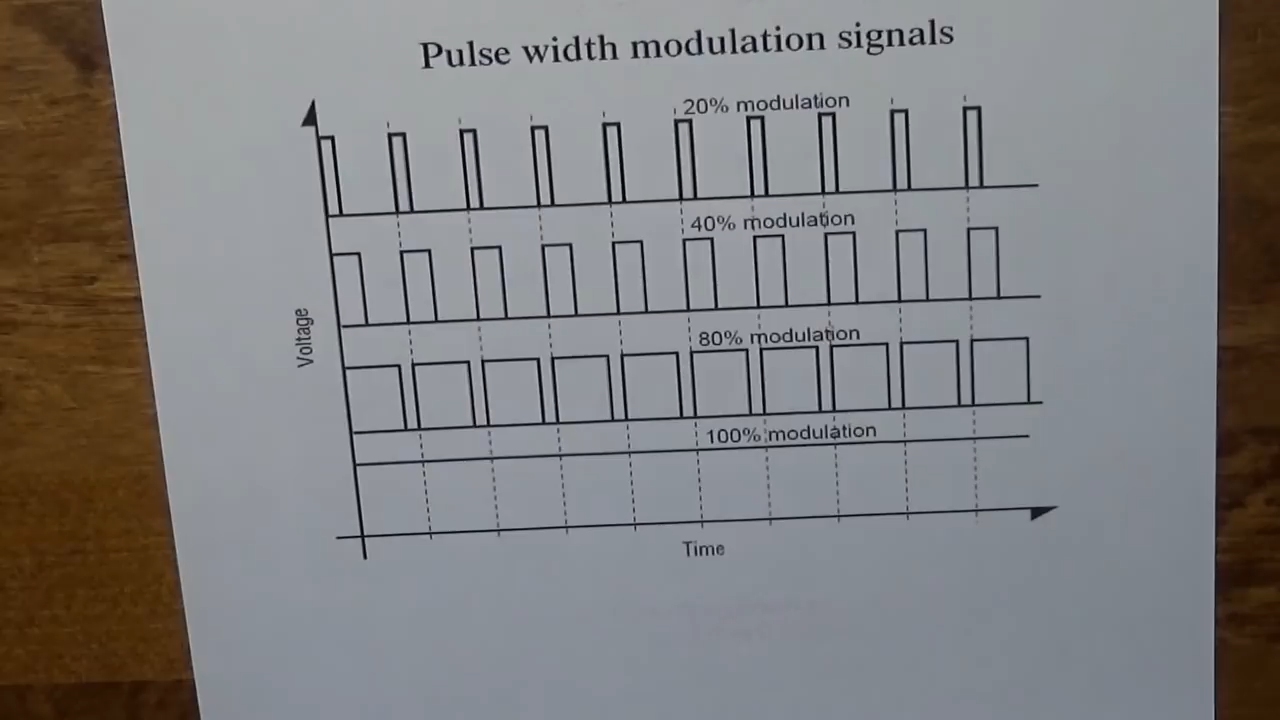 Pulse width modulation signals
20% modulation
40% modulation
Voltage
80% modulation
100% modulation
Time